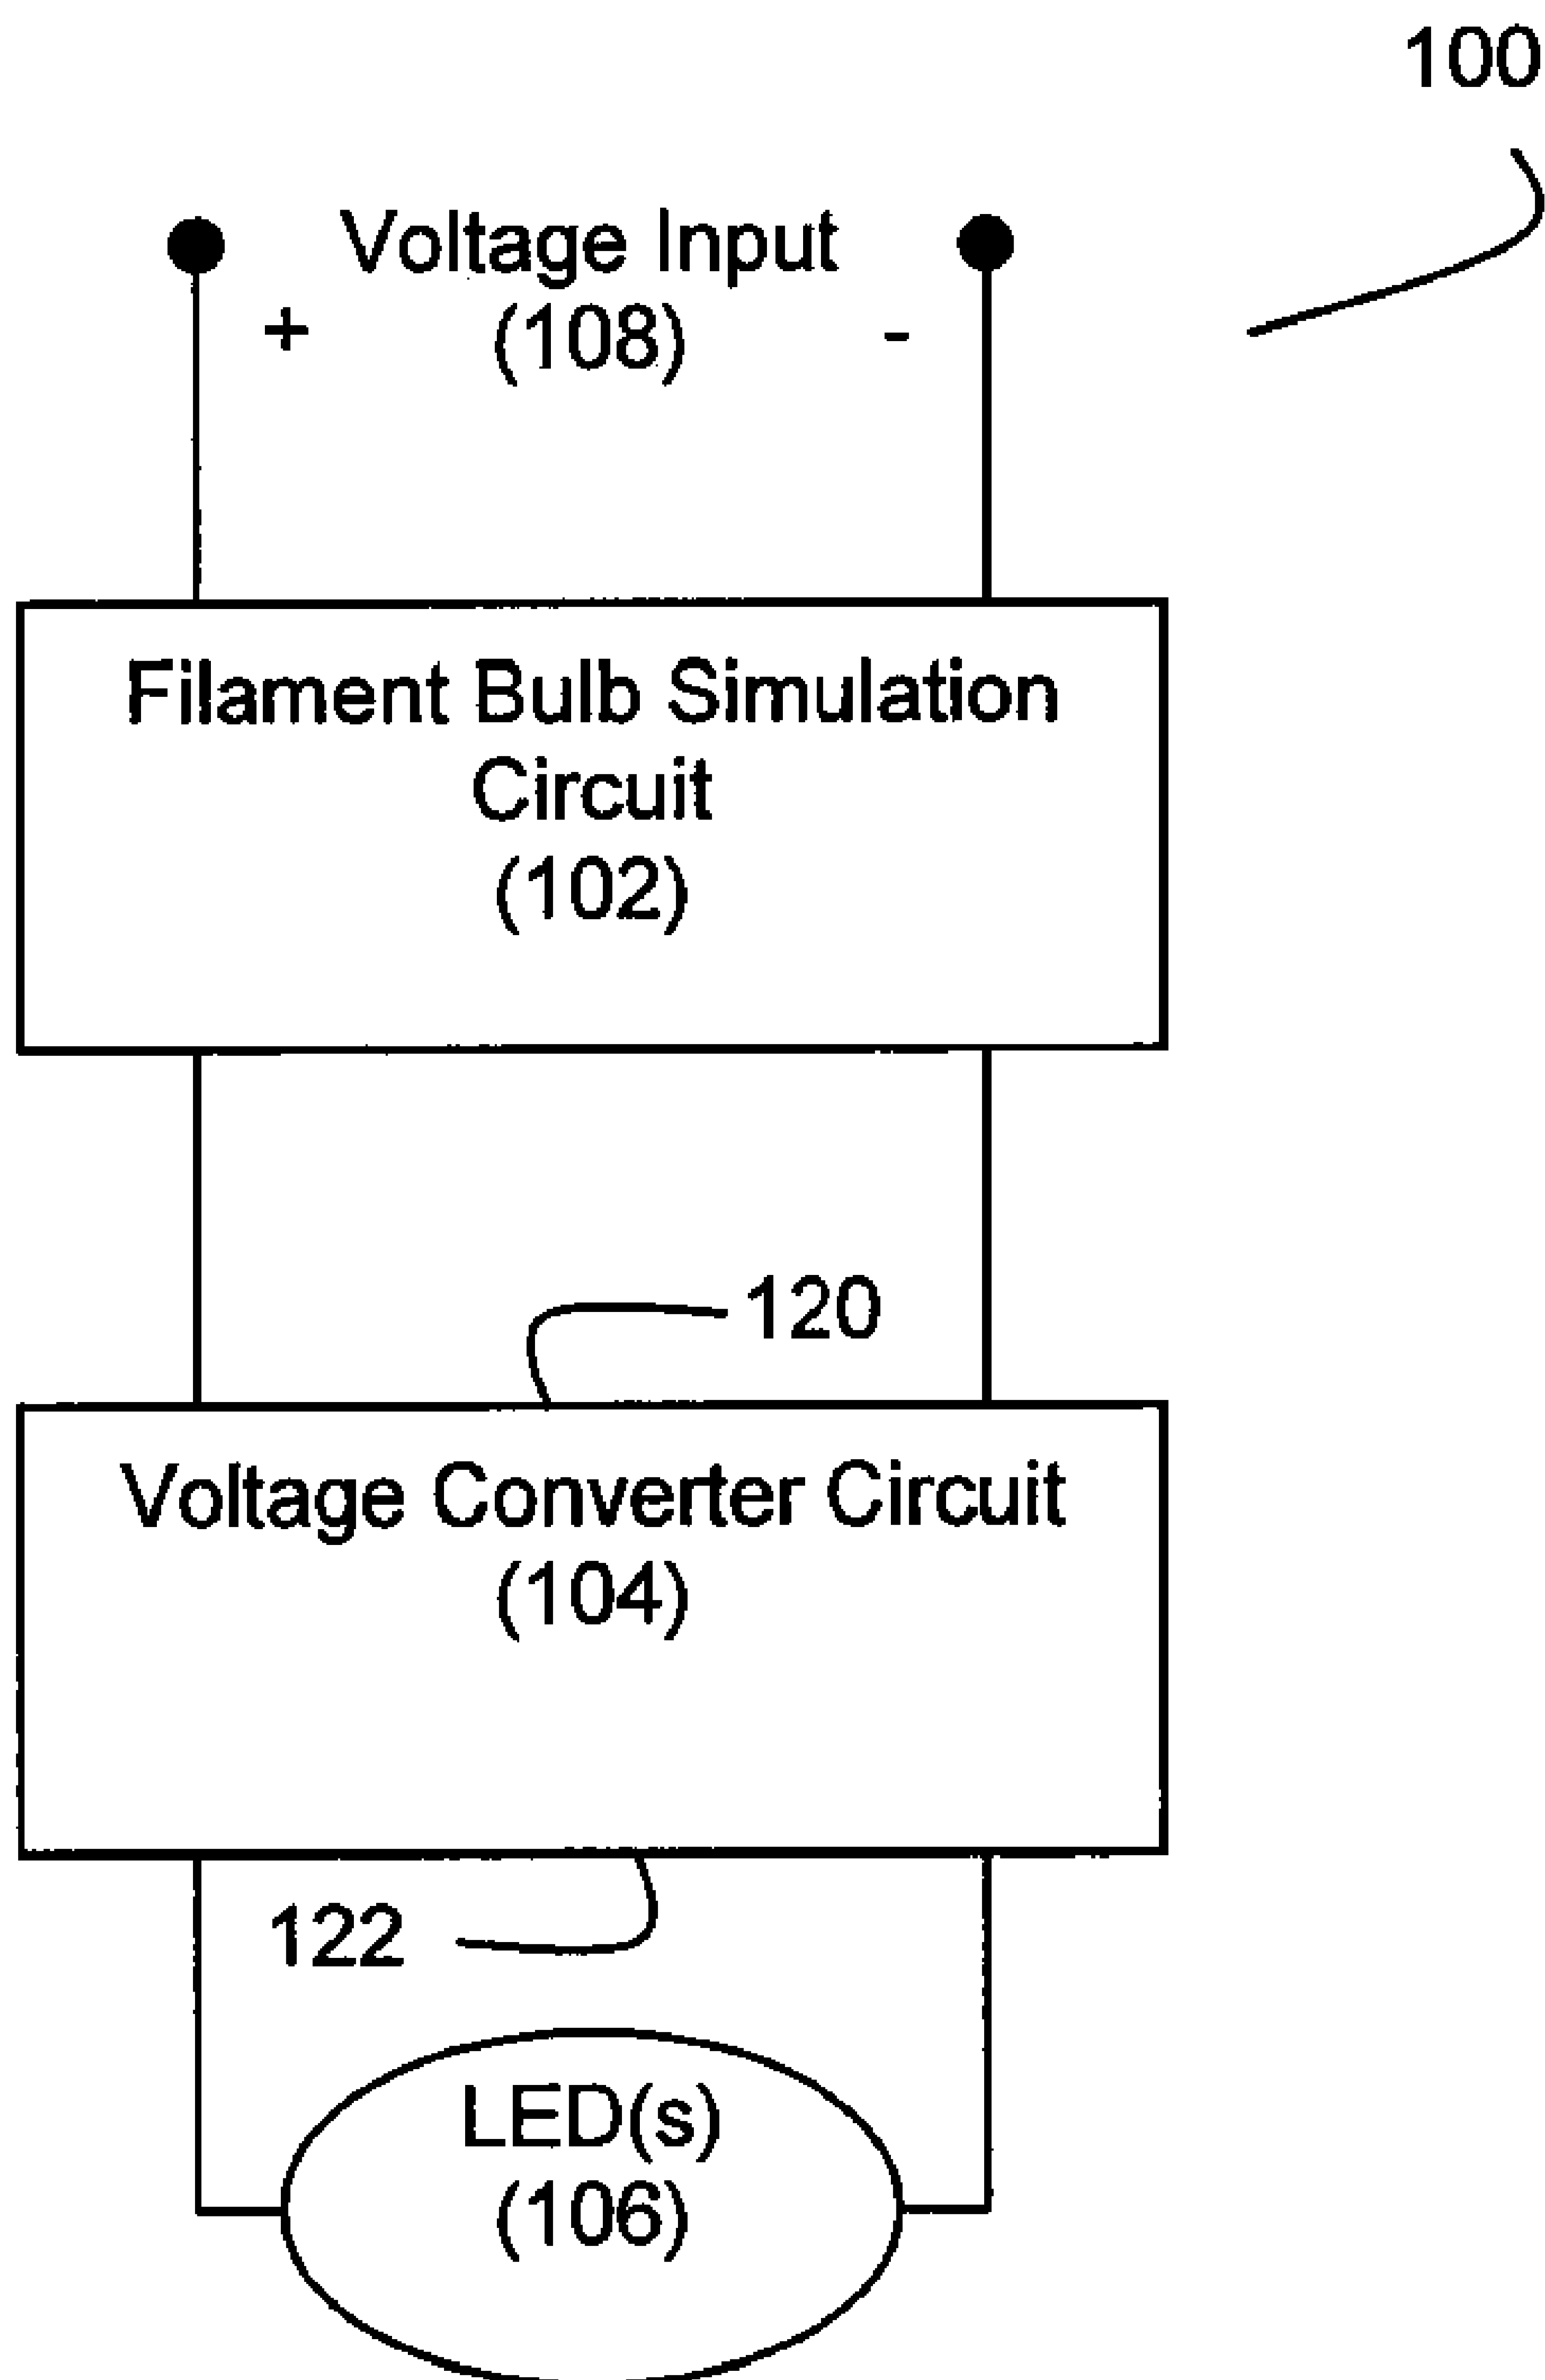 100
Voltage Input
+ (108) -
Filament Bulb Simulation
Circuit
(102)
120
Voltage Converter Circuit
(104)
122
LED(s)
(106)